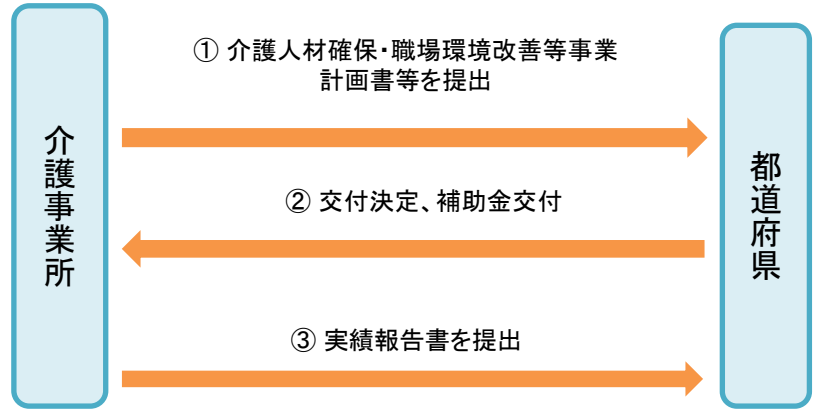 ① 介護人材確保・職場環境改善等事業
計画書等を提出
介護事業所
② 交付決定、補助金交付
都道府県
③ 実績報告書を提出